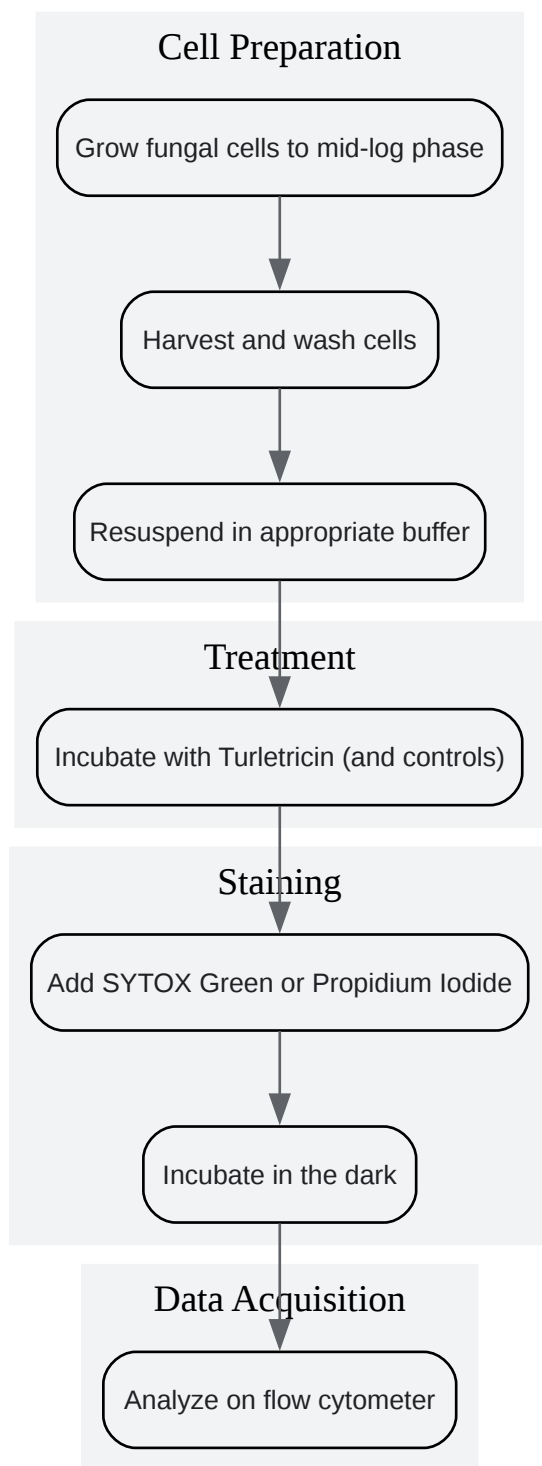 Cell Preparation
Grow fungal cells to mid-log phase
Harvest and wash cells
Resuspend in appropriate buffer
Treatment
Incubate with Turletricin (and controls)
Staining
Add SYTOX Green or Propidium Iodide
Incubate in the dark
Data Acquisition
Analyze on flow cytometer